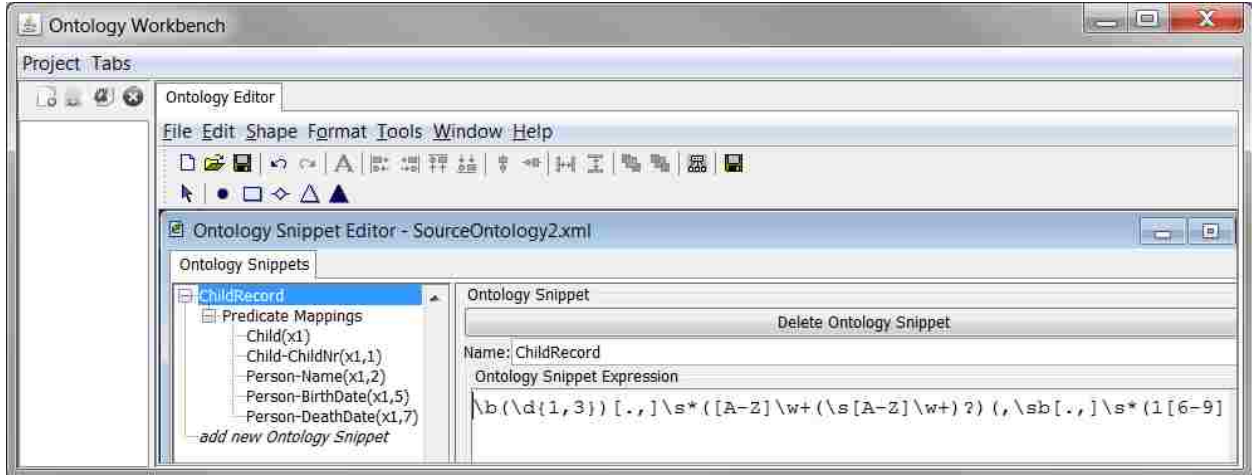 Ontology Workbench
Project Tabs
Ontology Editor
File Edit Shape Format Tools Window Help
Ontology Snippet Editor - SourceOntology2.xml
Ontology Snippets
ChildRecord
Predicate Mappings
Child(x1)
Child-ChildNr(x1,1)
Person-Name(x1,2)
Person-BirthDate(x1,5)
Person-DeathDate(x1,7)
add new Ontology Snippet
Ontology Snippet
Delete Ontology Snippet
Name: ChildRecord
Ontology Snippet Expression
\b(\d{1,3})[.,]\s*([A-Z]\w+(\s[A-Z]\w+)?)(,\sb[.,]\s*(1[6-9]